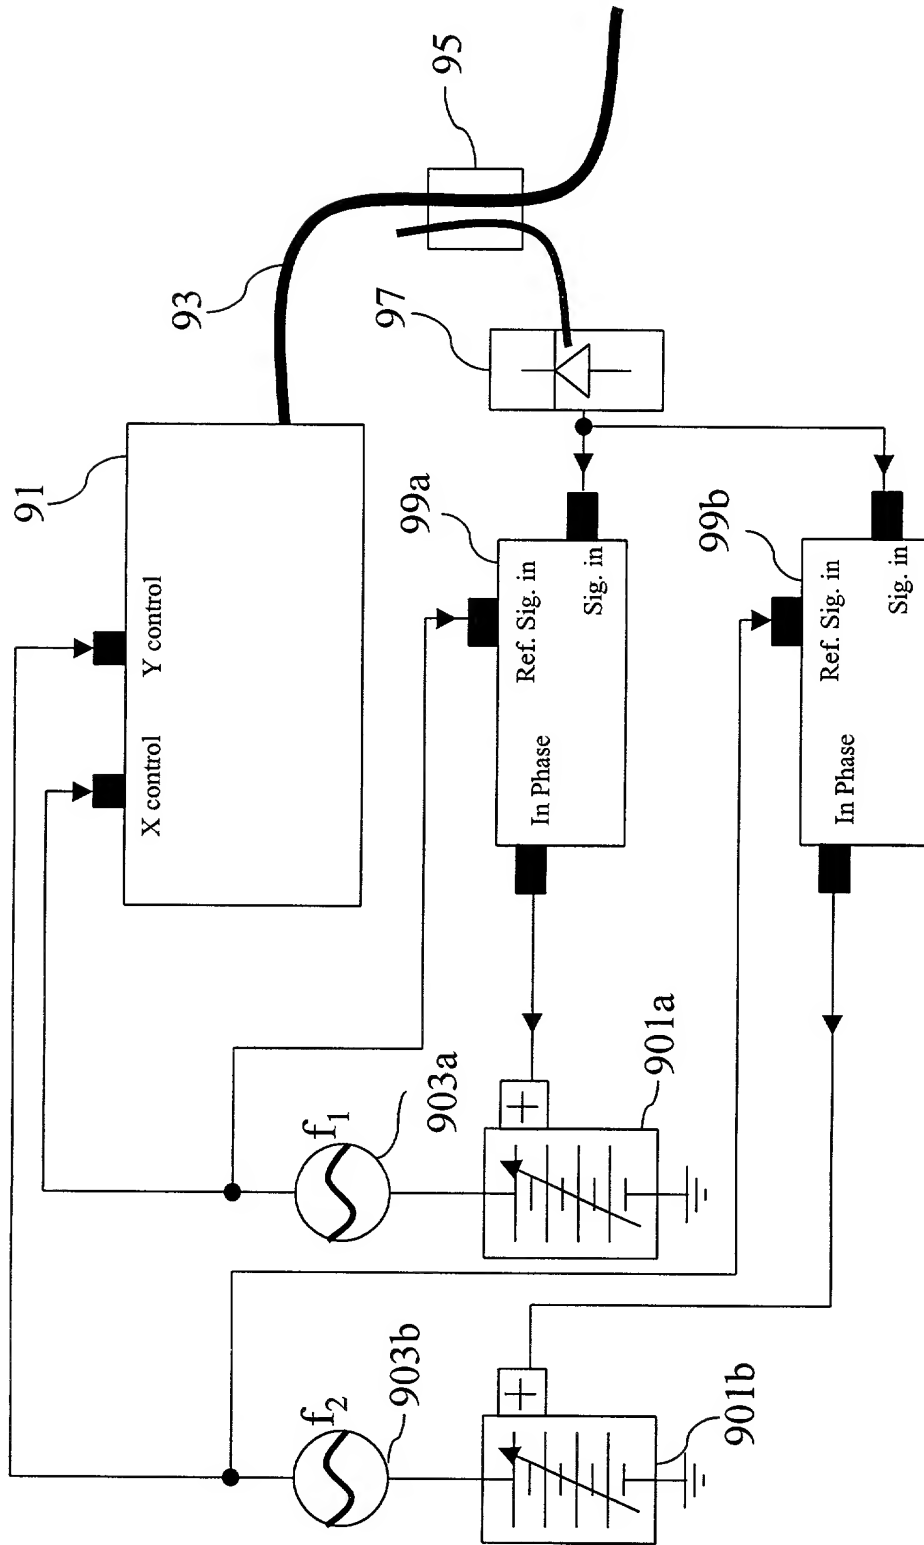 91
X control
Y control
93
95
97
99a
Ref. Sig. in
Sig. in
In Phase
99b
Ref. Sig. in
Sig. in
In Phase
f1
903a
+
901a
f2
903b
+
901b